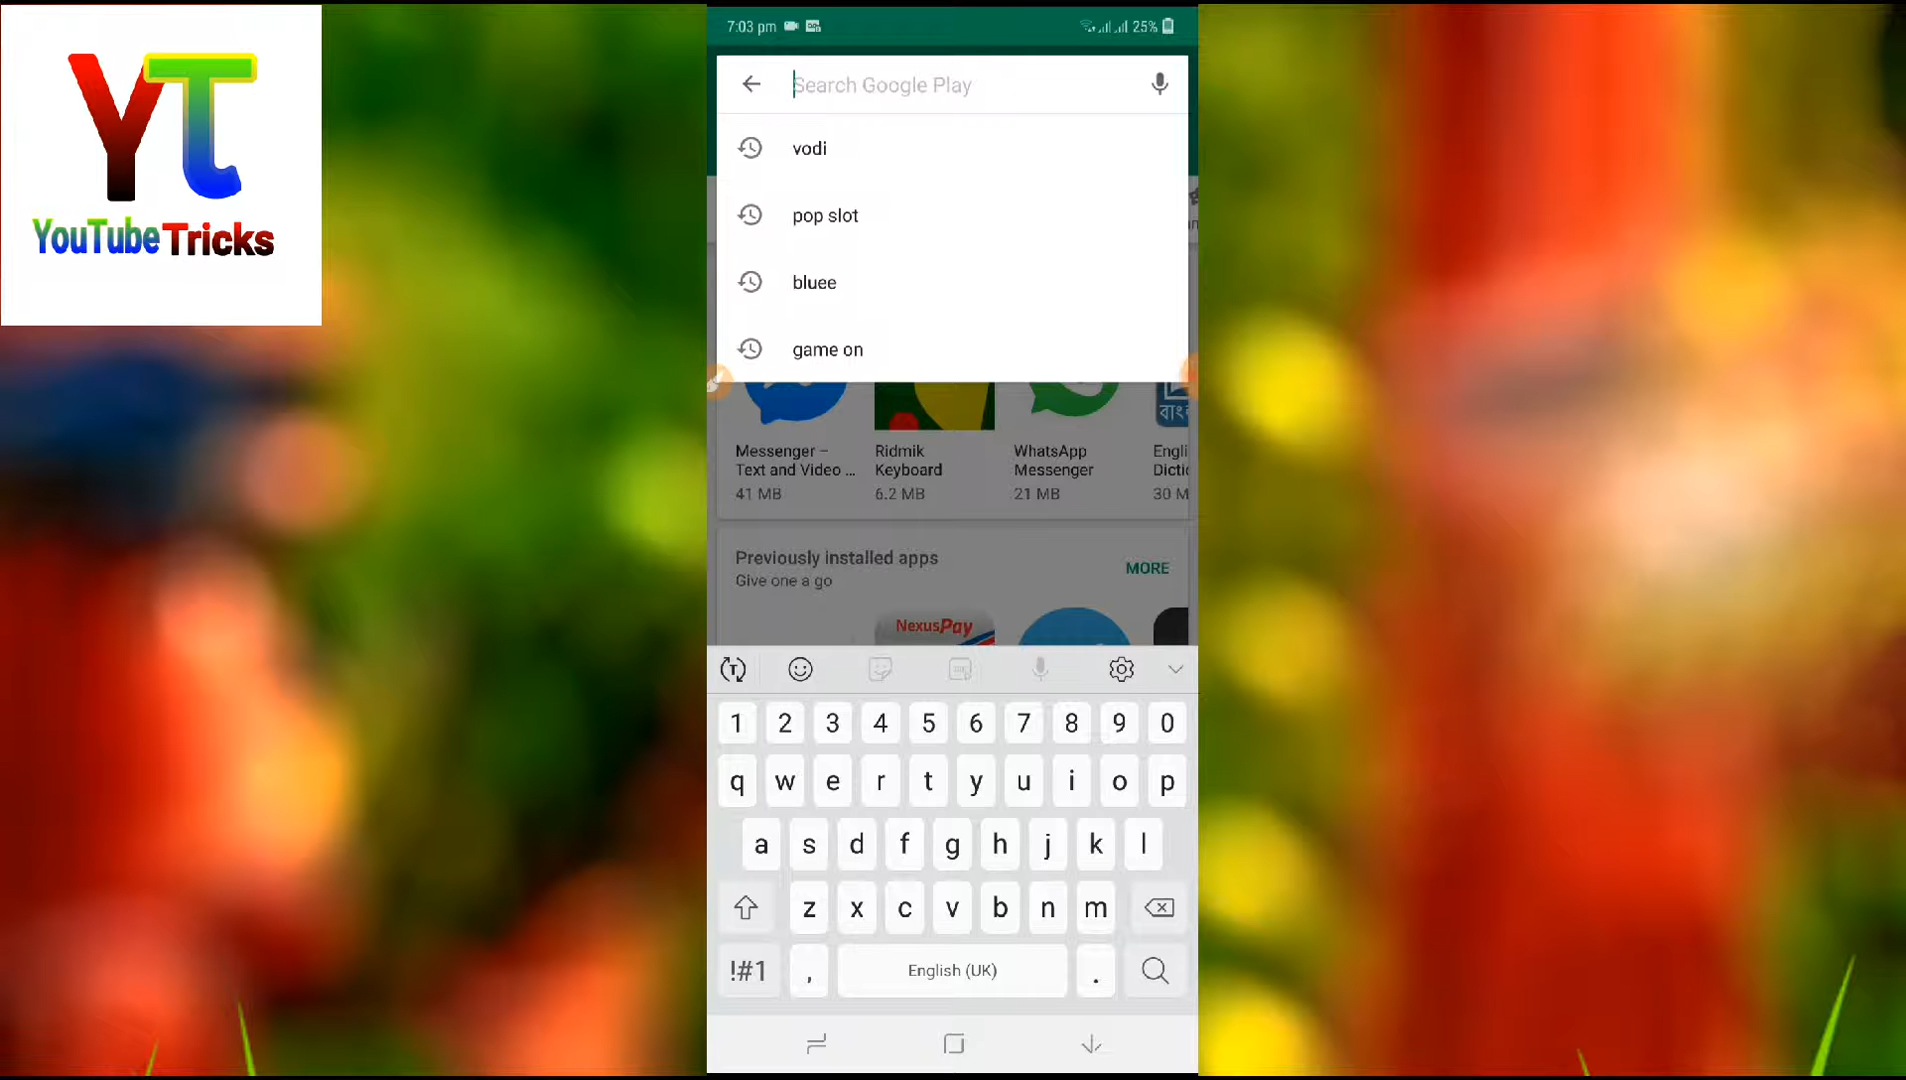 YT
YouTube Tricks
7:03 pm
25%
Search Google Play
vodi
pop slot
bluee
game on
বাং
Messenger –
Text and Video ...
41 MB
Ridmik
Keyboard
6.2 MB
WhatsApp
Messenger
21 MB
Engli
Dictio
30 M
Previously installed apps
Give one a go
MORE
NexusPay
1 2 3 4 5 6 7 8 9 0
q w e r t y u i o p
a s d f g h j k l
z x c v b n m
!#1 , English (UK) .